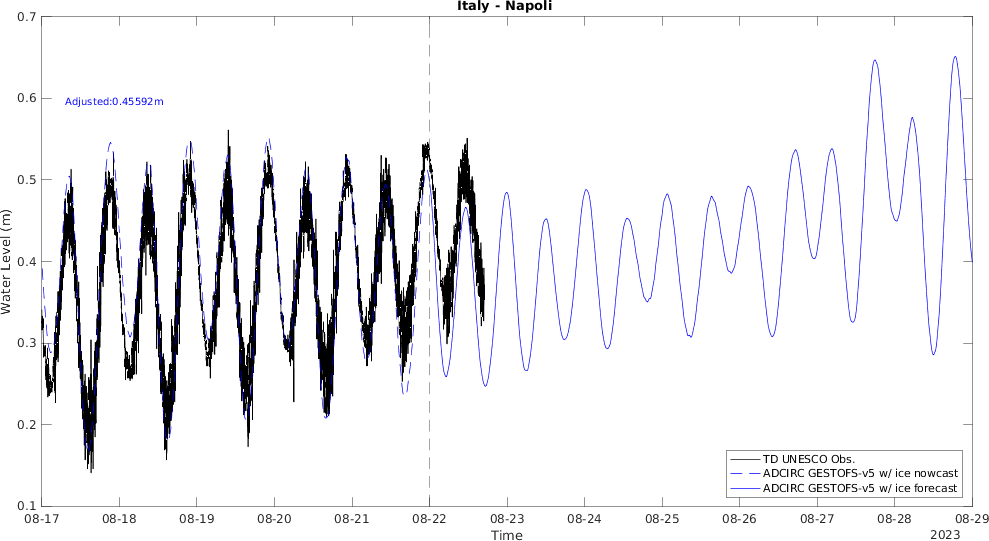 Italy - Napoli
0.7
0.6
0.5
0.4
0.3
0.2
0.1
Water Level (m)
Adjusted:0.45592m
TD UNESCO Obs.
ADCIRC GESTOFS-v5 w/ ice nowcast
ADCIRC GESTOFS-v5 w/ ice forecast
08-17 08-18 08-19 08-20 08-21 08-22 08-23 08-24 08-25 08-26 08-27 08-28 08-29
Time
2023